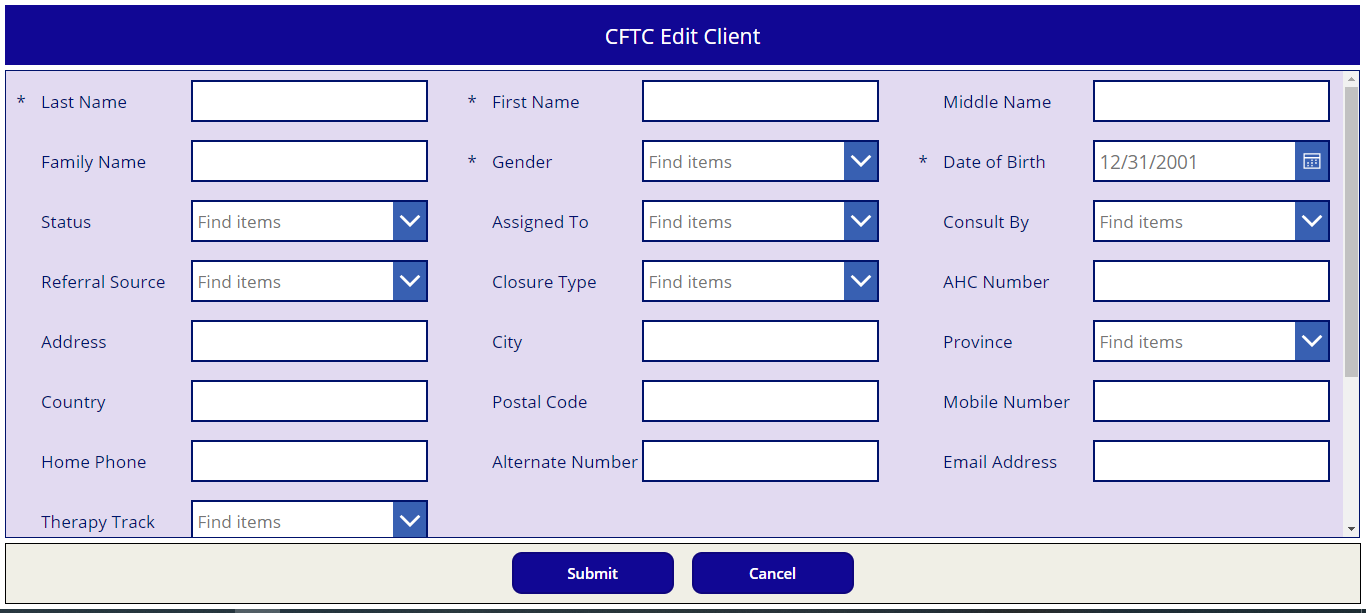 CFTC Edit Client
* Last Name * First Name Middle Name
Family Name * Gender Find items * Date of Birth 12/31/2001
Status Find items Assigned To Find items Consult By Find items
Referral Source Find items Closure Type Find items AHC Number
Address City Province Find items
Country Postal Code Mobile Number
Home Phone Alternate Number Email Address
Therapy Track Find items
Submit Cancel